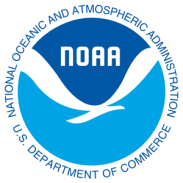 NATIONAL OCEANIC AND ATMOSPHERIC ADMINISTRATION
NOAA
U.S. DEPARTMENT OF COMMERCE